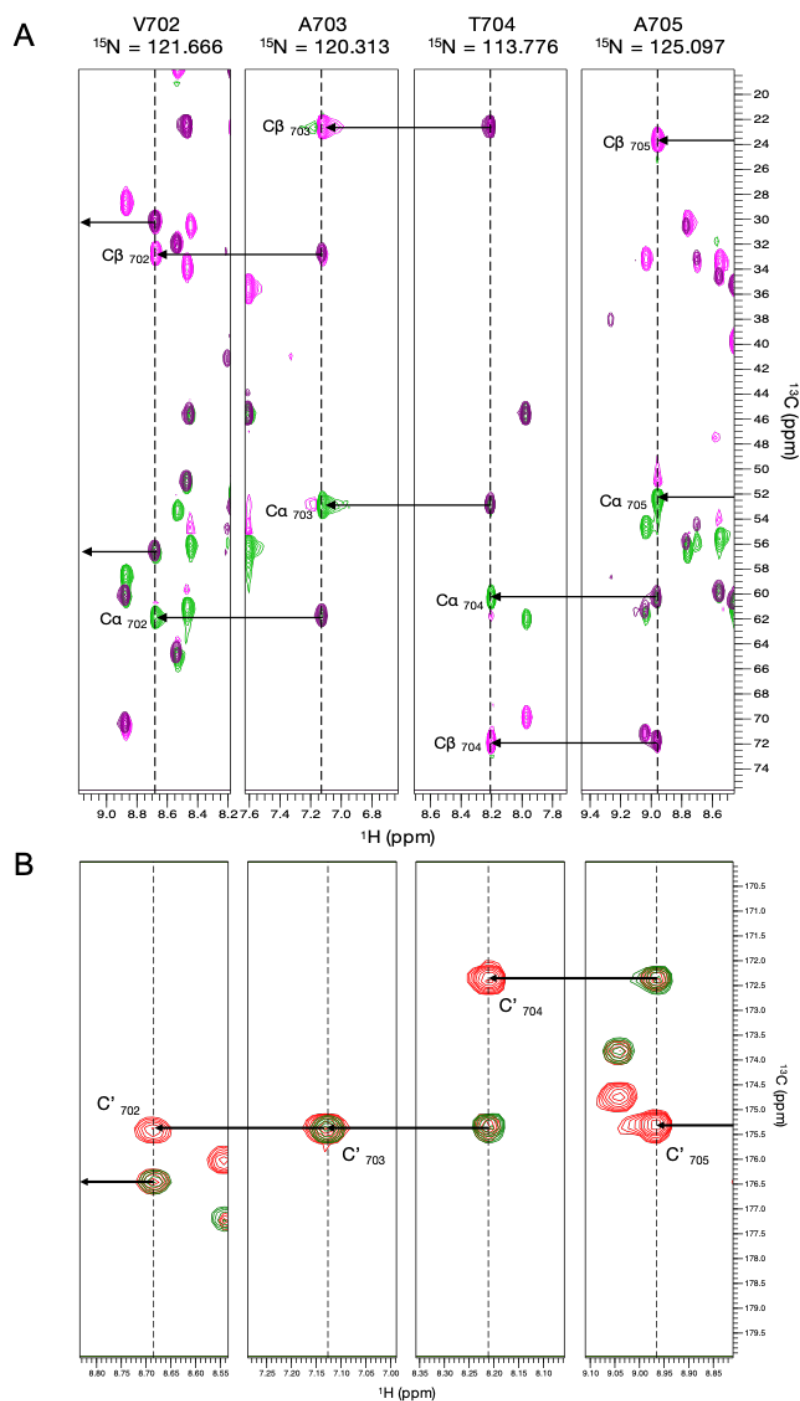 A
V702 A703 T704 A705
¹⁵N = 121.666 ¹⁵N = 120.313 ¹⁵N = 113.776 ¹⁵N = 125.097
20
22
24
26
28
30
32
34
36
38
40
42
44
46
48
50
52
54
56
58
60
62
64
66
68
70
72
74
¹³C (ppm)
Cβ 703
Cβ 705
Cβ 702
Cα 703
Cα 705
Cα 704
Cα 702
Cβ 704
9.0 8.8 8.6 8.4 8.2 7.6 7.4 7.2 7.0 6.8 8.6 8.4 8.2 8.0 7.8 9.4 9.2 9.0 8.8 8.6
¹H (ppm)
B
170.5
171.0
171.5
172.0
172.5
173.0
173.5
174.0
174.5
175.0
175.5
176.0
176.5
177.0
177.5
178.0
178.5
179.0
179.5
¹³C (ppm)
C' 704
C' 702
C' 703
C' 705
8.80 8.75 8.70 8.65 8.60 8.55 7.25 7.20 7.15 7.10 7.05 7.00 8.35 8.30 8.25 8.20 8.15 8.10 9.10 9.05 9.00 8.95 8.90 8.85
¹H (ppm)